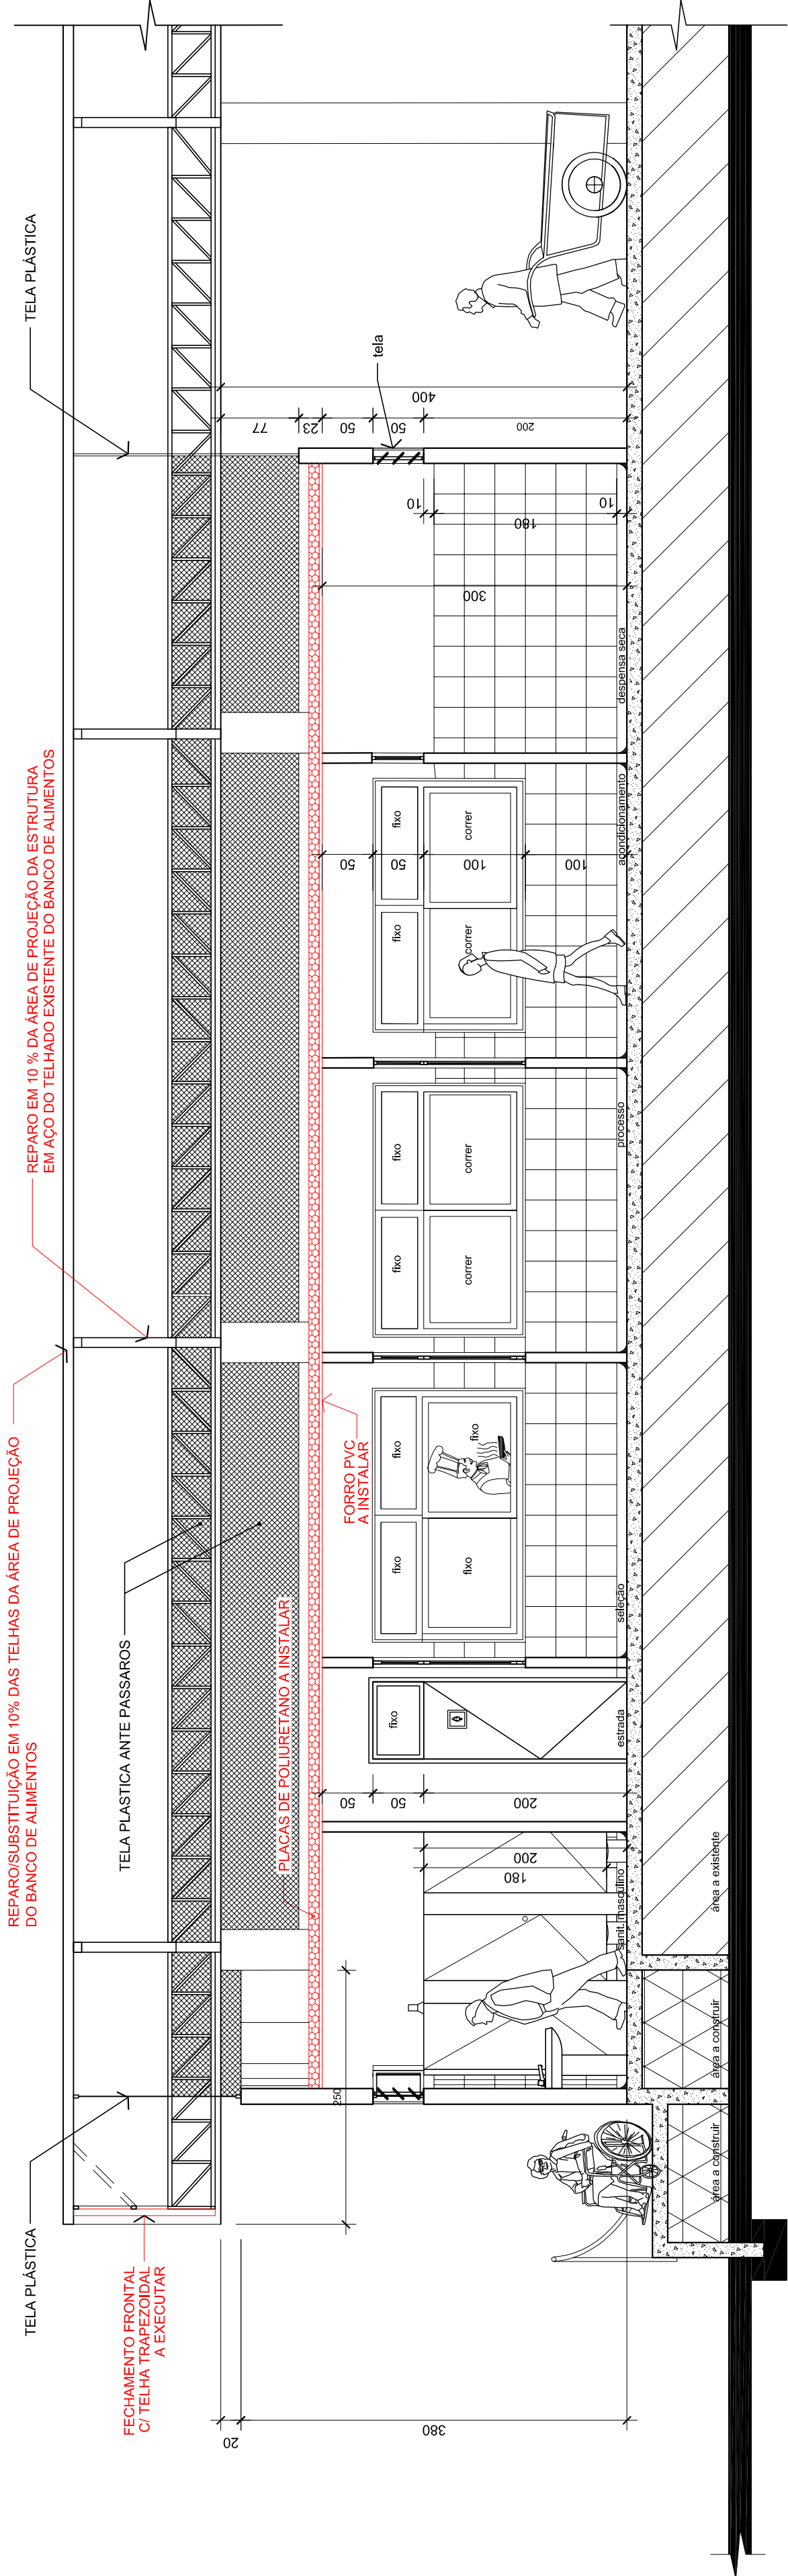 REPARO/SUBSTITUIÇÃO EM 10% DAS TELHAS DA ÁREA DE PROJEÇÃO
DO BANCO DE ALIMENTOS
REPARO EM 10 % DA ÁREA DE PROJEÇÃO DA ESTRUTURA
EM AÇO DO TELHADO EXISTENTE DO BANCO DE ALIMENTOS
TELA PLÁSTICA
TELA PLÁSTICA
FECHAMENTO FRONTAL
C/ TELHA TRAPEZOIDAL
A EXECUTAR
TELA PLASTICA ANTE PASSAROS
PLACAS DE POLIURETANO A INSTALAR
FORRO PVC
A INSTALAR
tela
20
380
250
50
50
200
200
180
fixo
fixo
fixo
fixo
fixo
fixo
fixo
correr
correr
fixo
fixo
correr
correr
50
50
100
100
300
10
180
10
77
23
50
50
200
400
sanit. masculino
estrada
seleção
processo
acondicionamento
despensa seca
área a construir
área a construir
área a existente